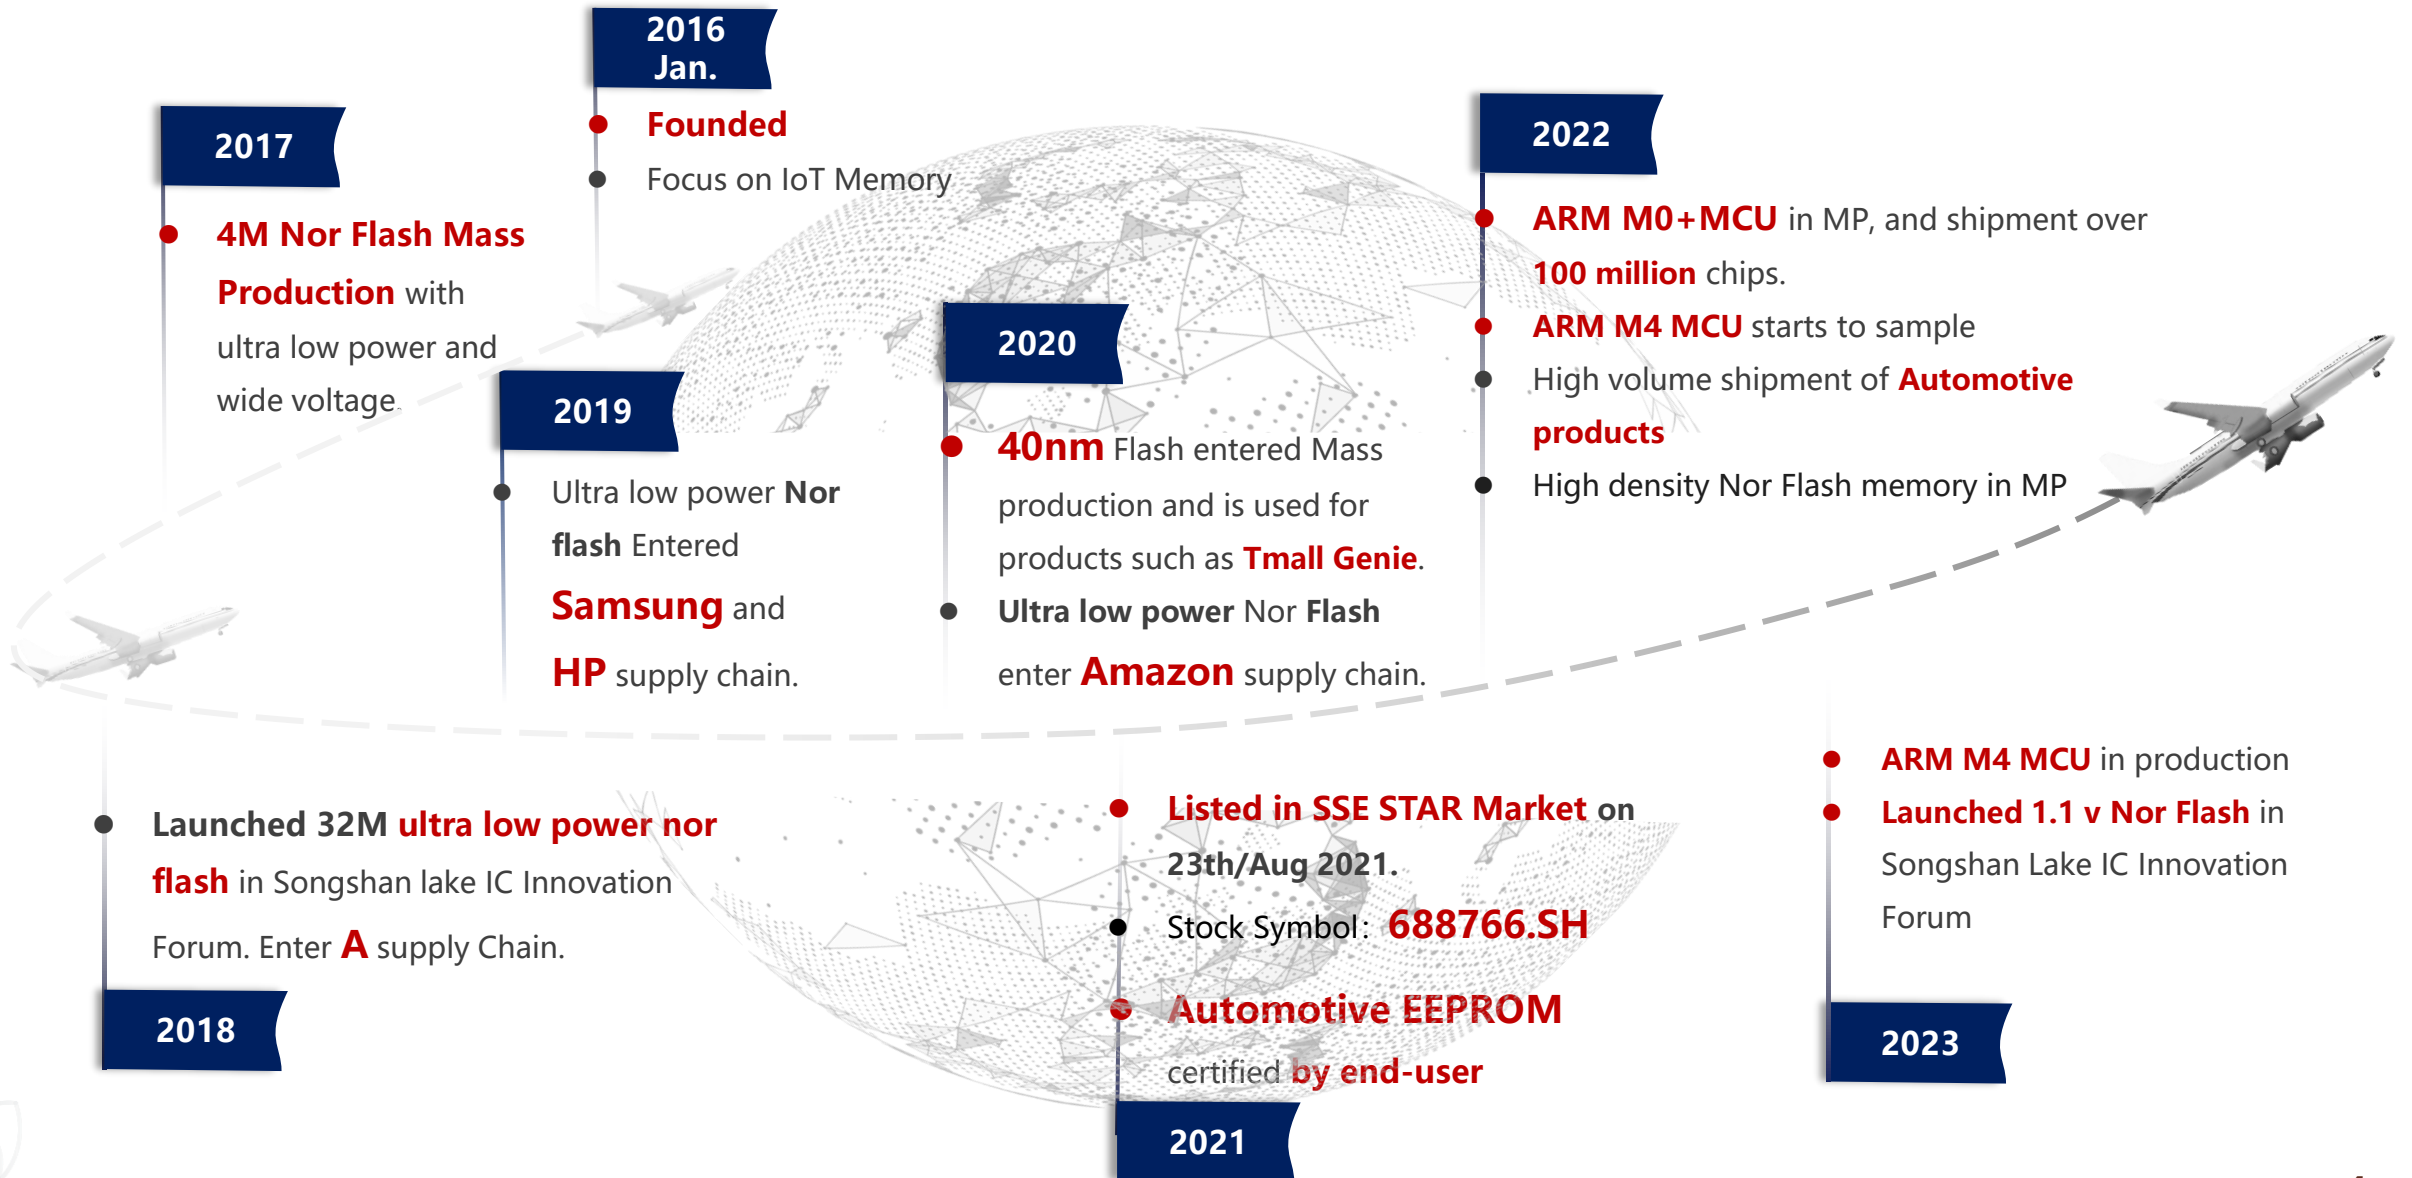 2016
Jan.
Founded
Focus on IoT Memory
2017
4M Nor Flash Mass
Production with
ultra low power and
wide voltage.
2018
Launched 32M ultra low power nor
flash in Songshan lake IC Innovation
Forum. Enter A supply Chain.
2019
Ultra low power Nor
flash Entered
Samsung and
HP supply chain.
2020
40nm Flash entered Mass
production and is used for
products such as Tmall Genie.
Ultra low power Nor Flash
enter Amazon supply chain.
2021
Listed in SSE STAR Market on
23th/Aug 2021.
Stock Symbol： 688766.SH
Automotive EEPROM
certified by end-user
2022
ARM M0+MCU in MP, and shipment over
100 million chips.
ARM M4 MCU starts to sample
High volume shipment of Automotive
products
High density Nor Flash memory in MP
2023
ARM M4 MCU in production
Launched 1.1 v Nor Flash in
Songshan Lake IC Innovation
Forum